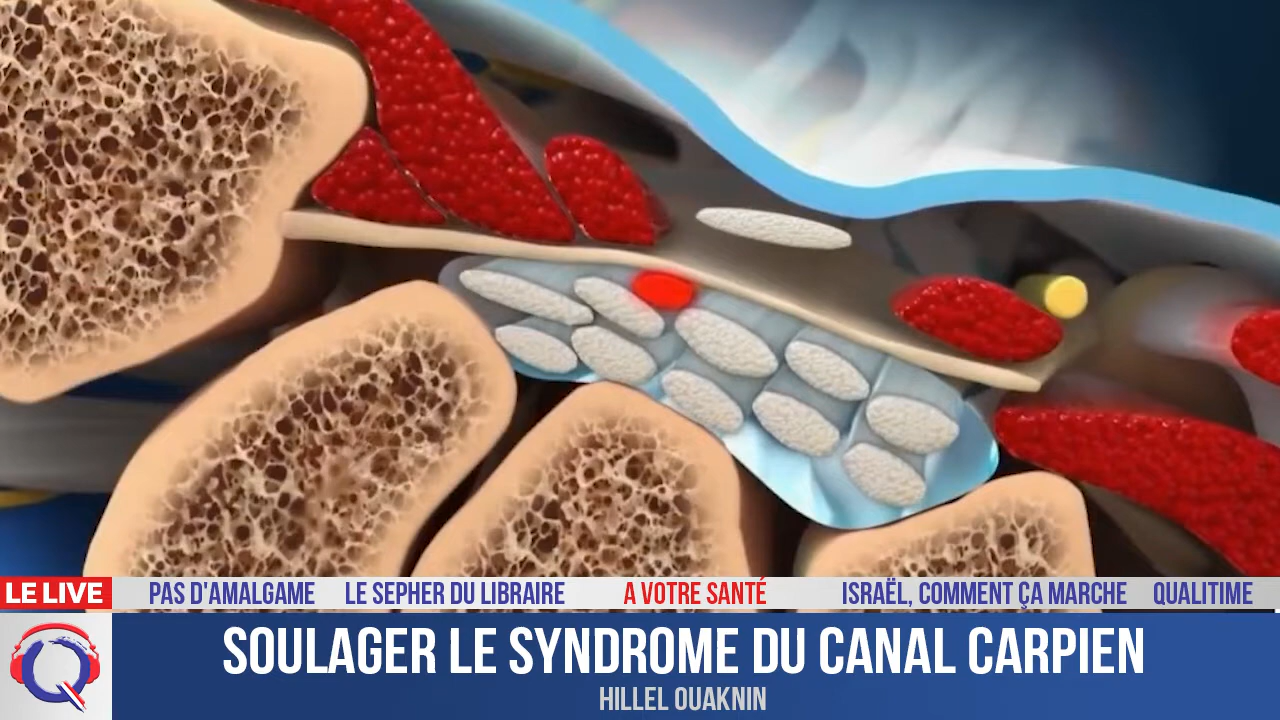 LE LIVE PAS D'AMALGAME LE SEPHER DU LIBRAIRE A VOTRE SANTÉ ISRAËL, COMMENT ÇA MARCHE QUALITIME
Q SOULAGER LE SYNDROME DU CANAL CARPIEN
HILLEL OUAKNIN